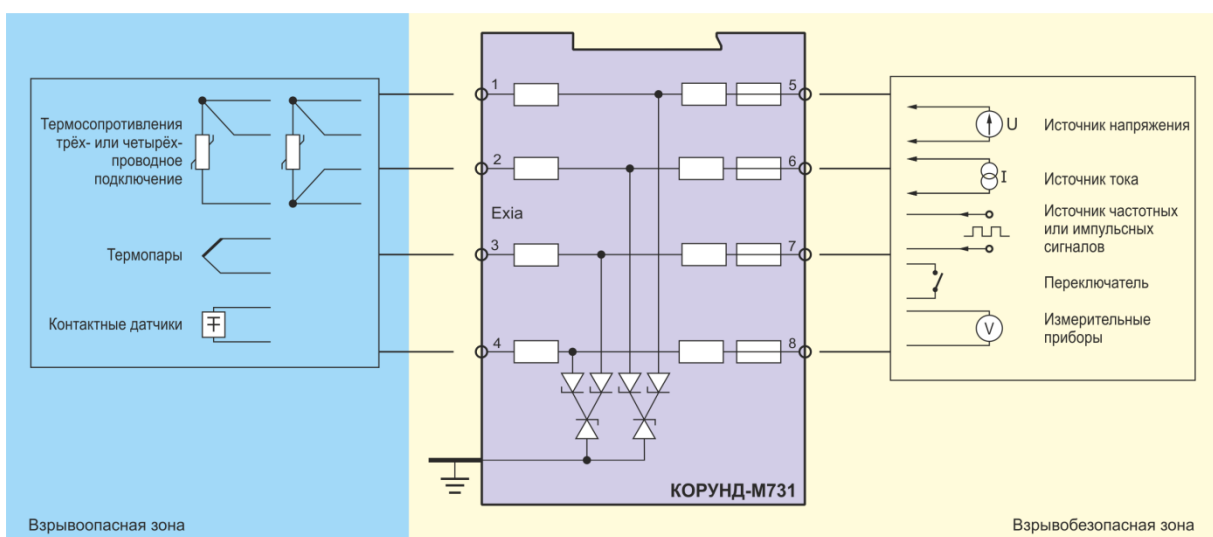 Термосопротивления
трёх- или четырёх-
проводное
подключение
Термопары
Контактные датчики
Взрывоопасная зона
1
2
Exia
3
4
5
6
7
8
КОРУНД-М731
U
Источник напряжения
I
Источник тока
Источник частотных
или импульсных
сигналов
Переключатель
V
Измерительные
приборы
Взрывобезопасная зона